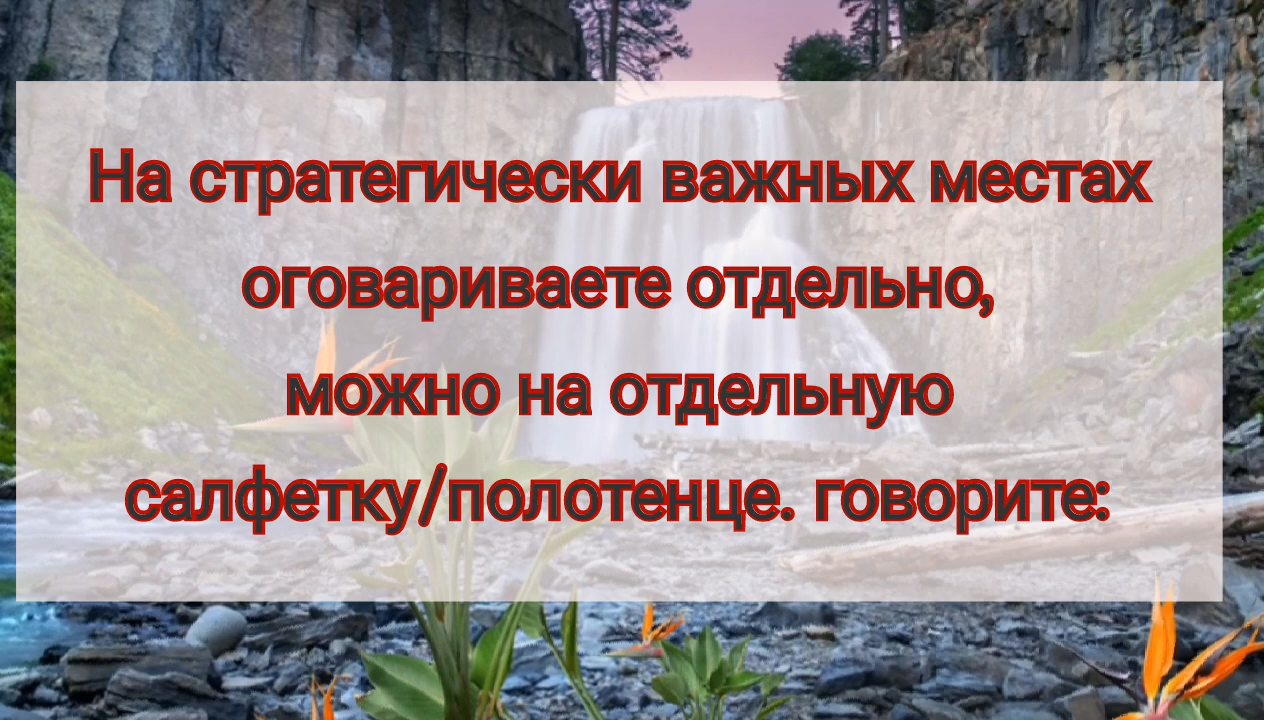 На стратегически важных местах
оговариваете отдельно,
можно на отдельную
салфетку/полотенце. говорите: